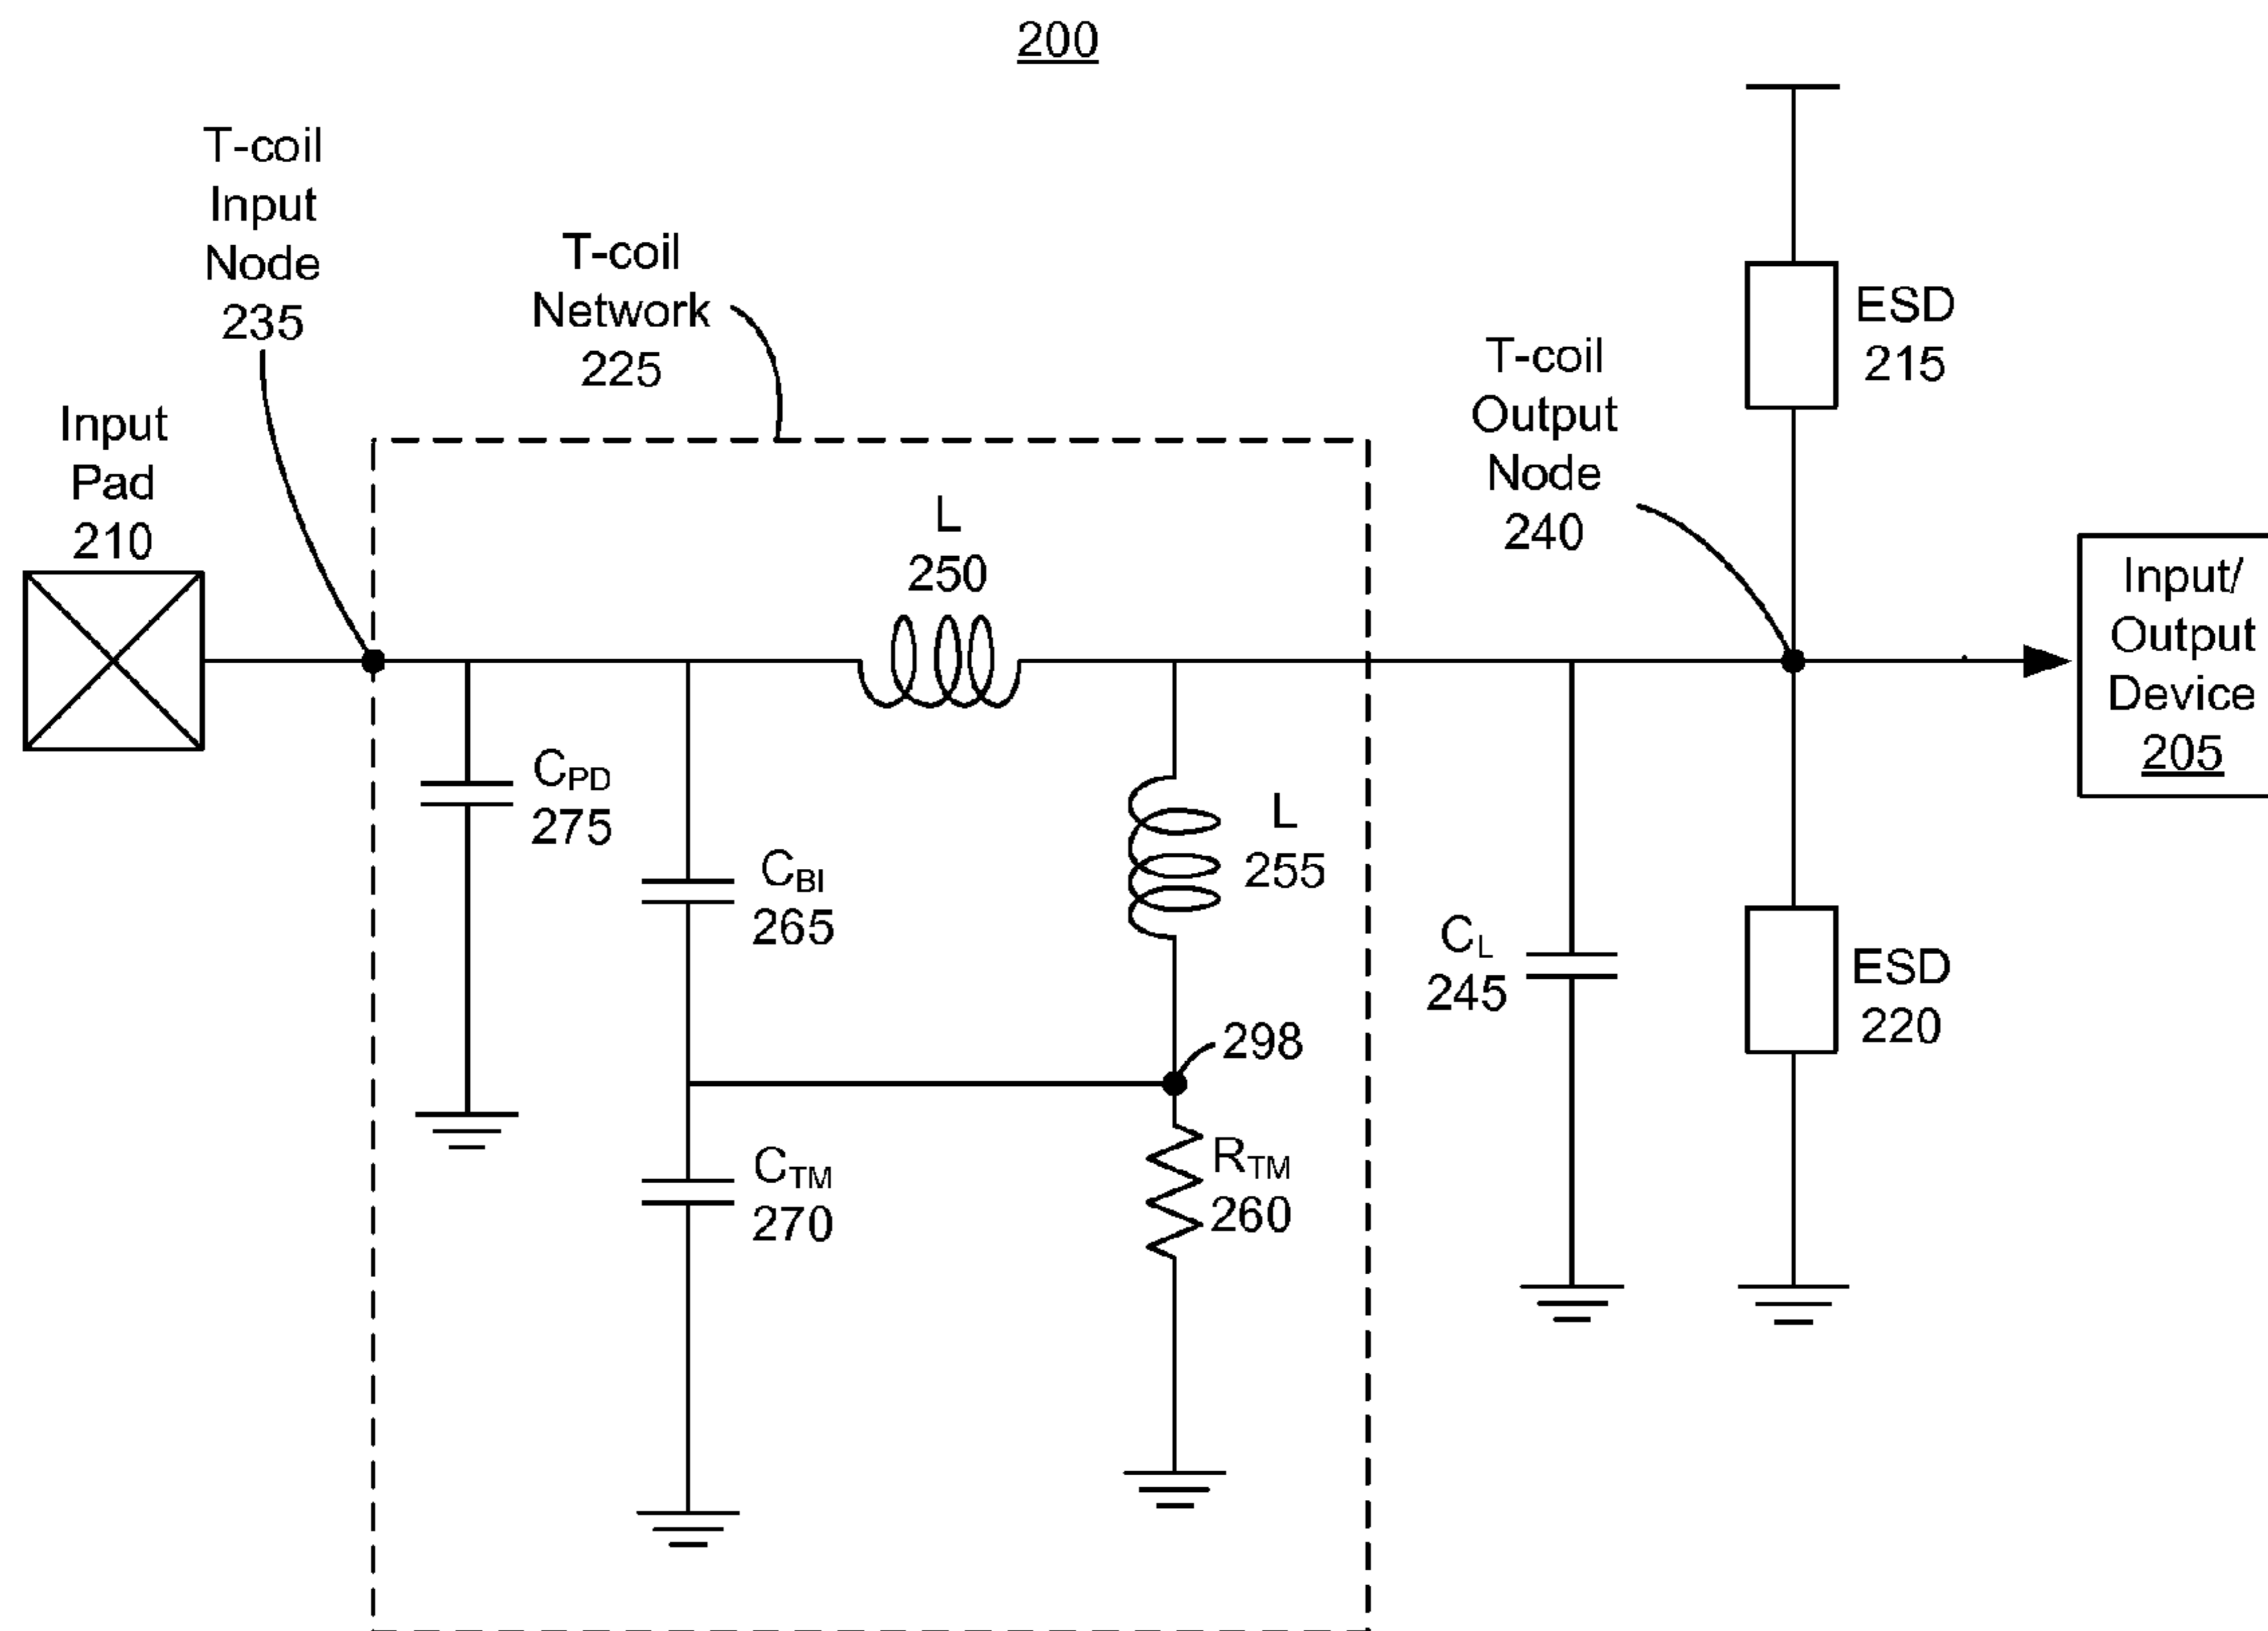 200
T-coil
Input
Node
235
T-coil
Network
225
Input
Pad
210
L
250
T-coil
Output
Node
240
ESD
215
Input/
Output
Device
205
CPD
275
CBI
265
L
255
CL
245
ESD
220
298
CTM
270
RTM
260